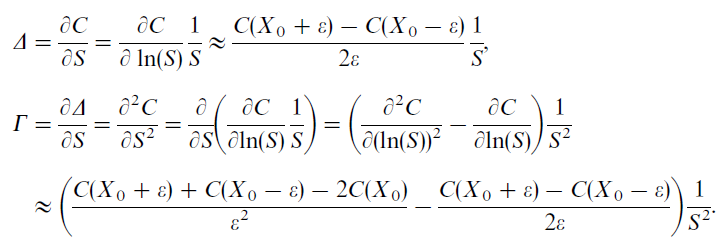 Δ = ∂C/∂S = ∂C/∂ ln(S) 1/S ≈ C(X₀ + ε) − C(X₀ − ε)/2ε 1/S,
Γ = ∂Δ/∂S = ∂²C/∂S² = ∂/∂S(∂C/∂ln(S) 1/S) = (∂²C/∂(ln(S))² − ∂C/∂ln(S)) 1/S²
≈ (C(X₀ + ε) + C(X₀ − ε) − 2C(X₀)/ε² − C(X₀ + ε) − C(X₀ − ε)/2ε) 1/S².